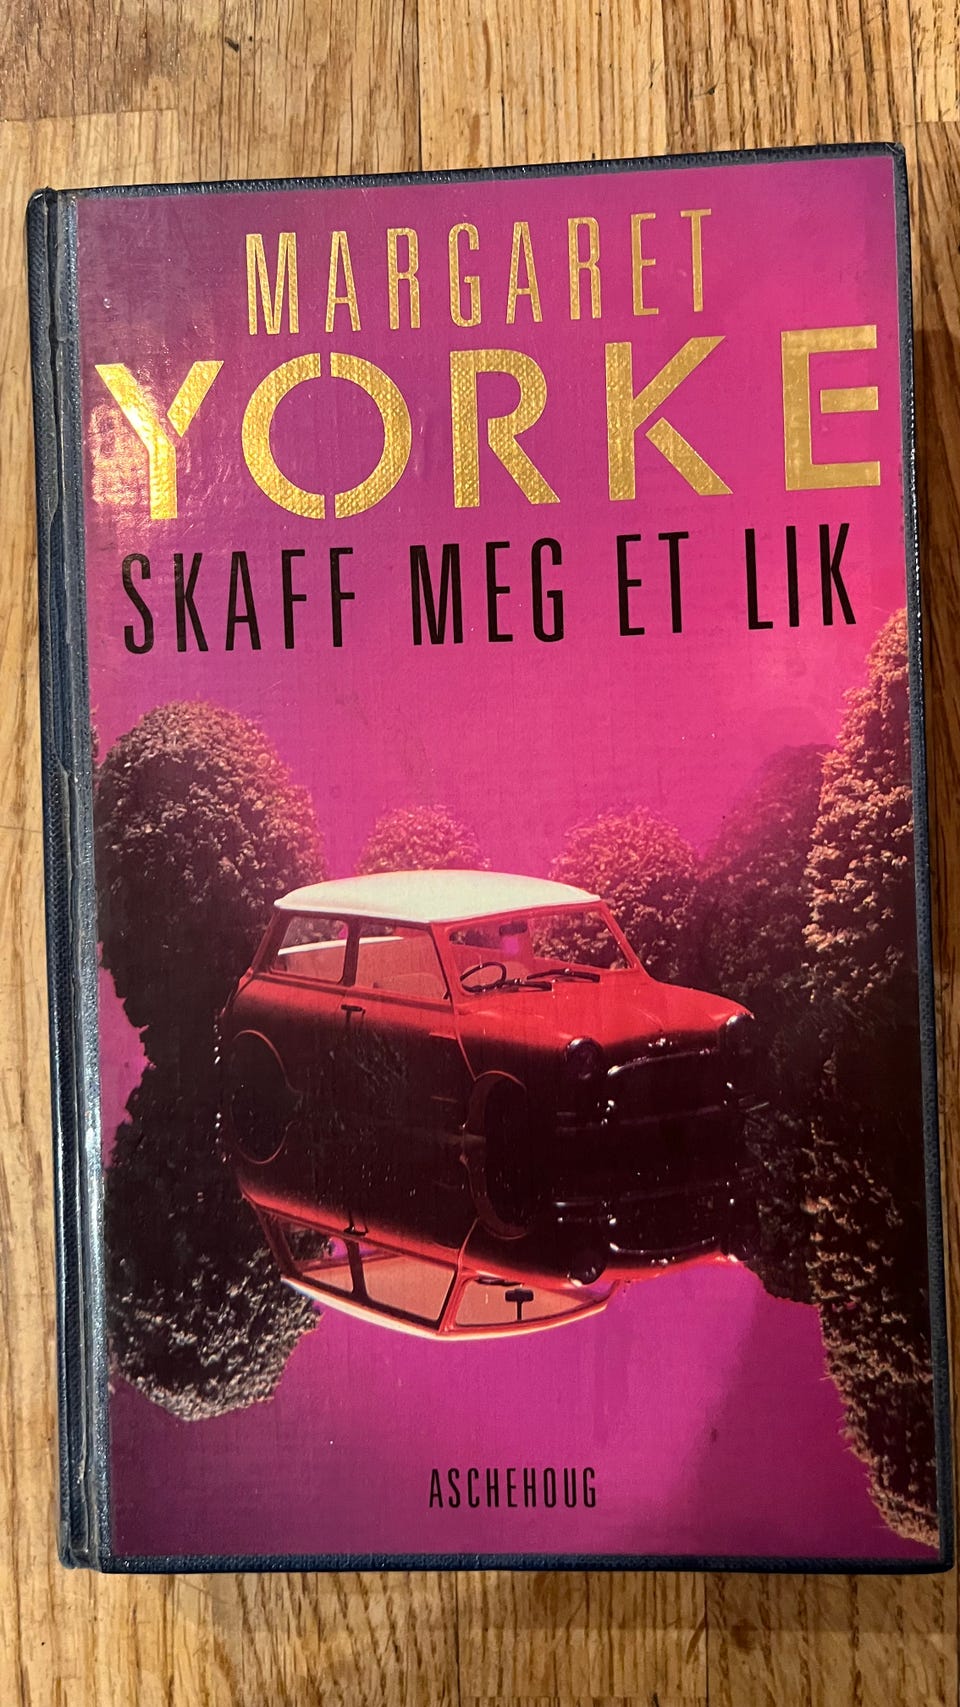 MARGARET
YORKE
SKAFF MEG ET LIK
ASCHEHOUG